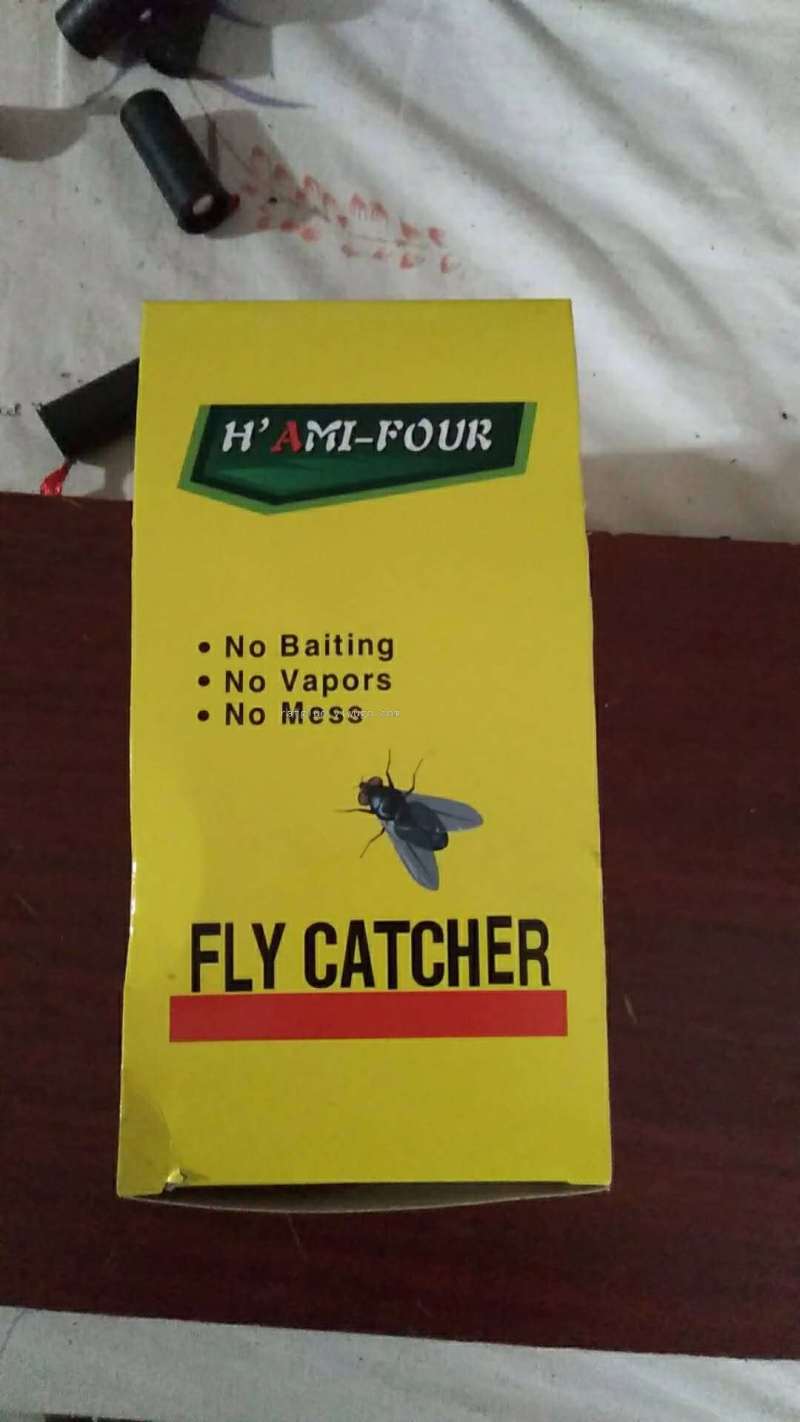 H'AMI-FOUR
• No Baiting
• No Vapors
• No Mess
FLY CATCHER